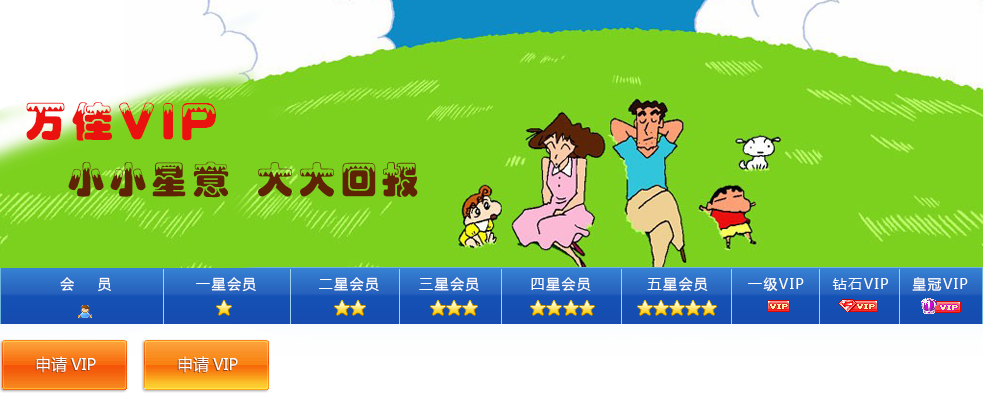 万佳VIP
小小星意 大大回报
会 员 一星会员 二星会员 三星会员 四星会员 五星会员 一级VIP 钻石VIP 皇冠VIP
VIP VIP VIP
申请 VIP 申请 VIP